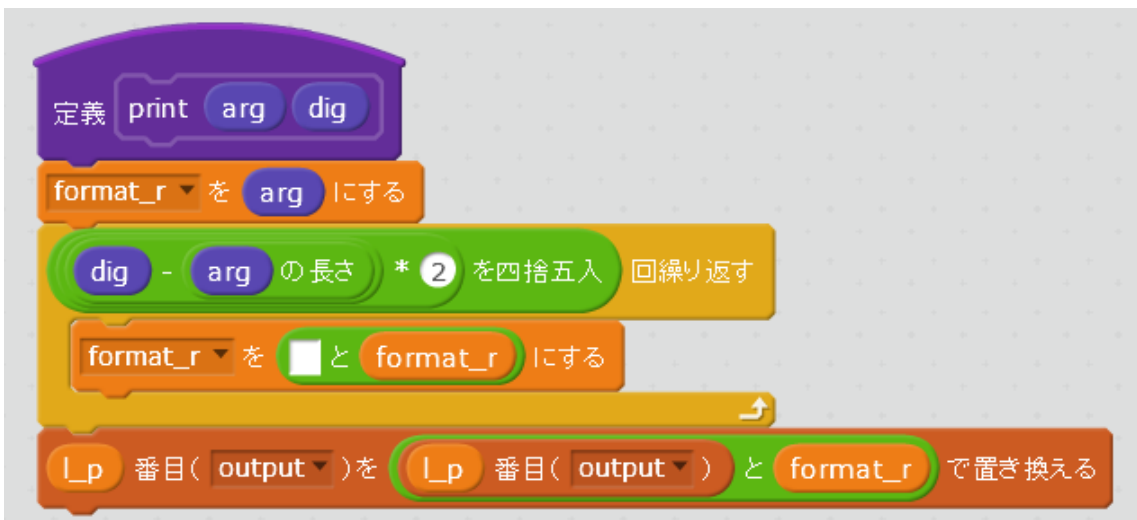 定義 print arg dig
format_r を arg にする
dig - arg の長さ * 2 を四捨五入 回繰り返す
format_r を と format_r にする
l_p 番目( output )を l_p 番目( output ) と format_r で置き換える